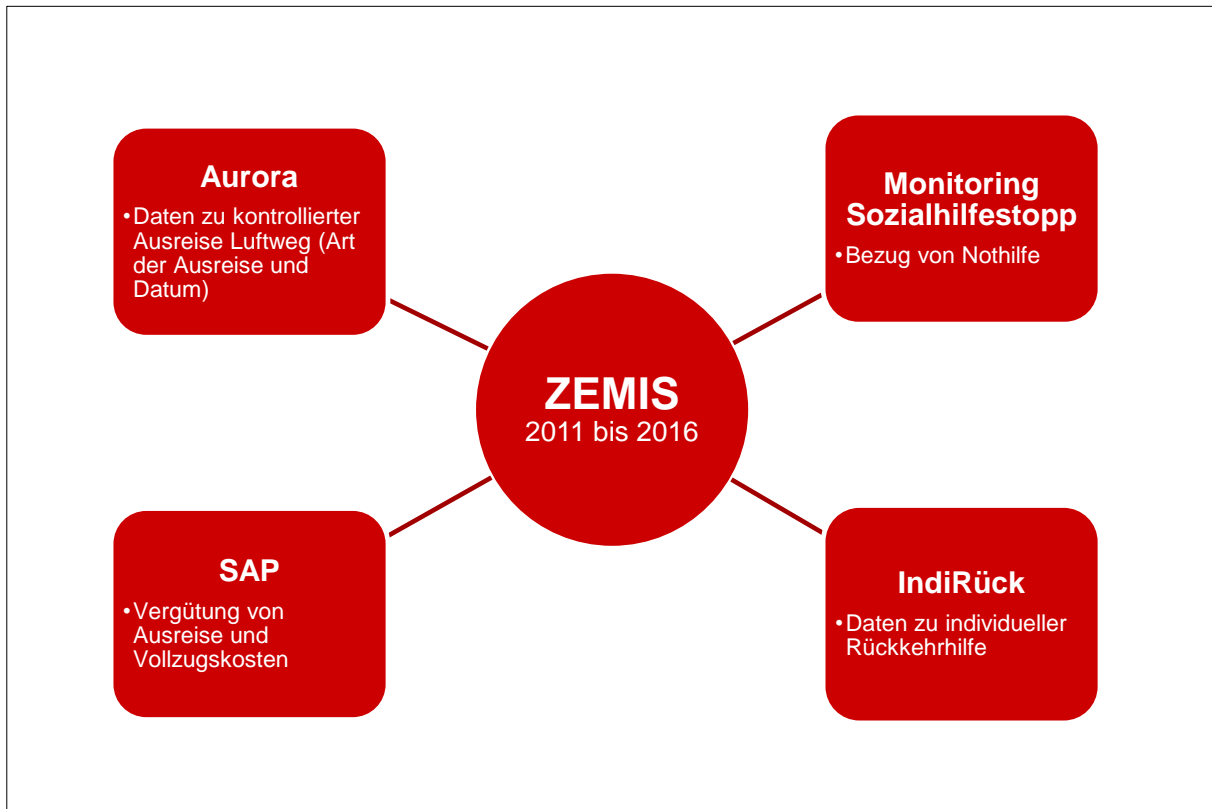 Aurora
•Daten zu kontrollierter
Ausreise Luftweg (Art
der Ausreise und
Datum)
Monitoring
Sozialhilfestopp
•Bezug von Nothilfe
ZEMIS
2011 bis 2016
SAP
•Vergütung von
Ausreise und
Vollzugskosten
IndiRück
•Daten zu individueller
Rückkehrhilfe